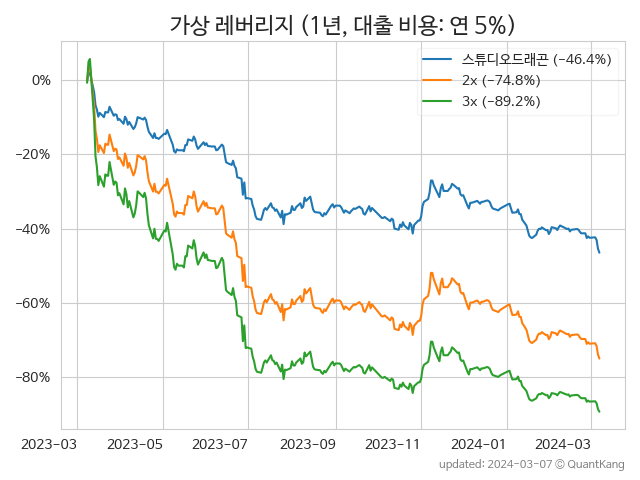 가상 레버리지 (1년, 대출 비용: 연 5%)
스튜디오드래곤 (−46.4%)
2x (−74.8%)
3x (−89.2%)
0%
−20%
−40%
−60%
−80%
2023−03 2023−05 2023−07 2023−09 2023−11 2024−01 2024−03
updated: 2024−03−07 © QuantKang